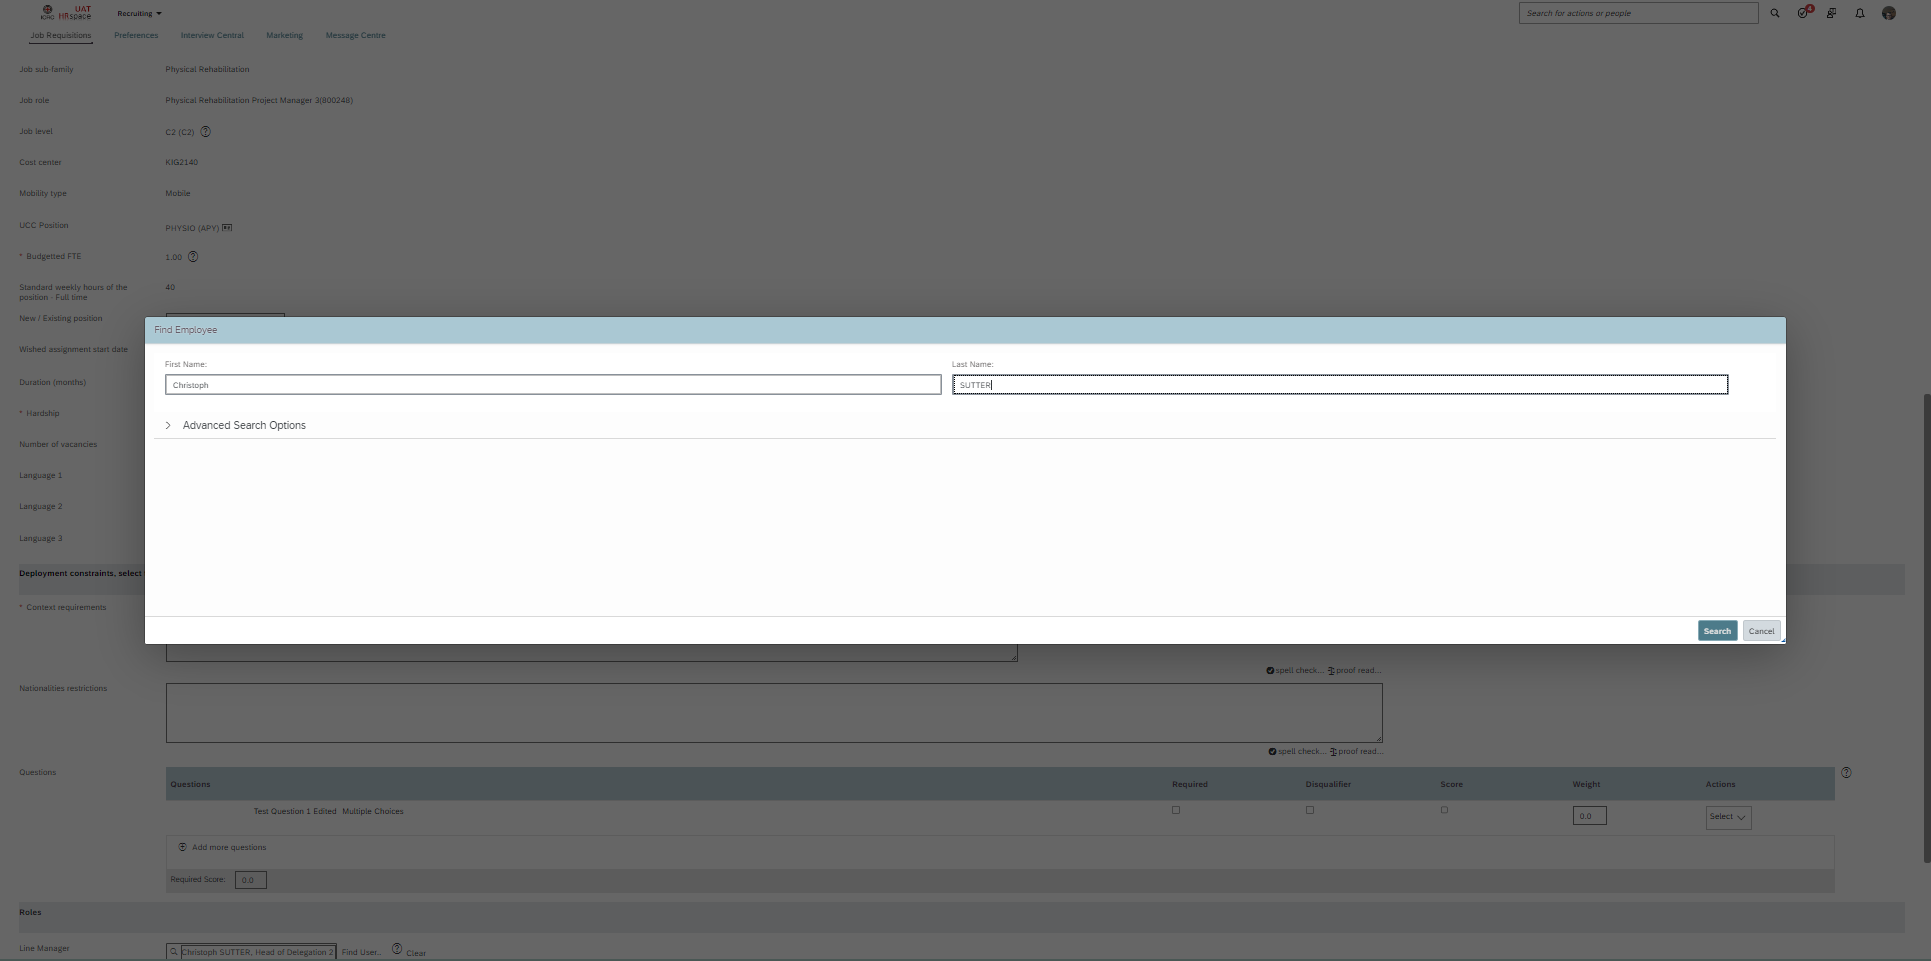 UAT
ICRC HRspace
Recruiting
Search for actions or people
4
Job Requisitions Preferences Interview Central Marketing Message Centre
Job sub-family Physical Rehabilitation
Job role Physical Rehabilitation Project Manager 3(800248)
Job level C2 (C2)
Cost center KIG2140
Mobility type Mobile
UCC Position PHYSIO (APY)
* Budgetted FTE 1.00
Standard weekly hours of the 40
position - Full time
New / Existing position
Find Employee
Wished assignment start date
First Name: Last Name:
Duration (months)
Christoph SUTTER
* Hardship
Advanced Search Options
Number of vacancies
Language 1
Language 2
Language 3
Deployment constraints, select
* Context requirements
Search Cancel
spell check... proof read...
Nationalities restrictions
spell check... proof read...
Questions
Questions Required Disqualifier Score Weight Actions
Test Question 1 Edited Multiple Choices 0.0 Select
Add more questions
Required Score: 0.0
Roles
Line Manager Christoph SUTTER, Head of Delegation 2 Find User... Clear